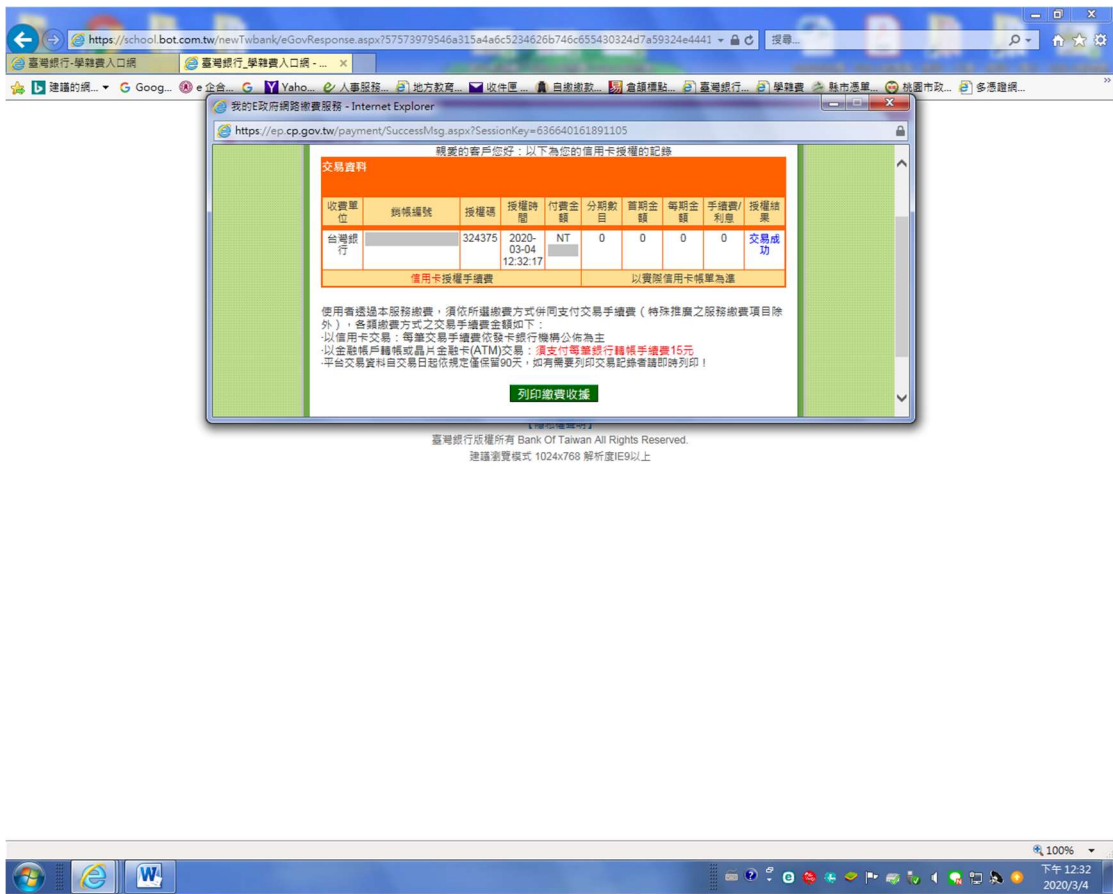 https://school.bot.com.tw/newTwbank/eGovResponse.aspx?57573979546a315a4a6c5234626b746c655430324d7a59324e4441
搜尋...
臺灣銀行-學雜費入口網
臺灣銀行_學雜費入口網 - ...
建議的網...
Goog...
e 企合...
Yaho...
人事服務...
地方教育...
收件匣 ...
自繳繳款...
倉頡標點...
臺灣銀行...
學雜費
縣市憑單...
桃園市政...
多憑證網...
我的E政府網路繳費服務 - Internet Explorer
https://ep.cp.gov.tw/payment/SuccessMsg.aspx?SessionKey=636640161891105
親愛的客戶您好：以下為您的信用卡授權的記錄
交易資料
收費單位 銷帳編號 授權碼 授權時間 付費金額 分期數目 首期金額 每期金額 手續費/利息 授權結果
台灣銀行 324375 2020-03-04 12:32:17 NT 0 0 0 0 交易成功
信用卡授權手續費 以實際信用卡帳單為準
使用者透過本服務繳費，須依所選繳費方式併同支付交易手續費（特殊推廣之服務繳費項目除
外），各類繳費方式之交易手續費金額如下：
‧以信用卡交易：每筆交易手續費依發卡銀行機構公佈為主
‧以金融帳戶轉帳或晶片金融卡(ATM)交易：須支付每筆銀行轉帳手續費15元
‧平台交易資料自交易日起依規定僅保留90天，如有需要列印交易記錄者請即時列印！
列印繳費收據
臺灣銀行版權所有 Bank Of Taiwan All Rights Reserved.
建議瀏覽模式 1024x768 解析度IE9以上
100%
下午 12:32
2020/3/4